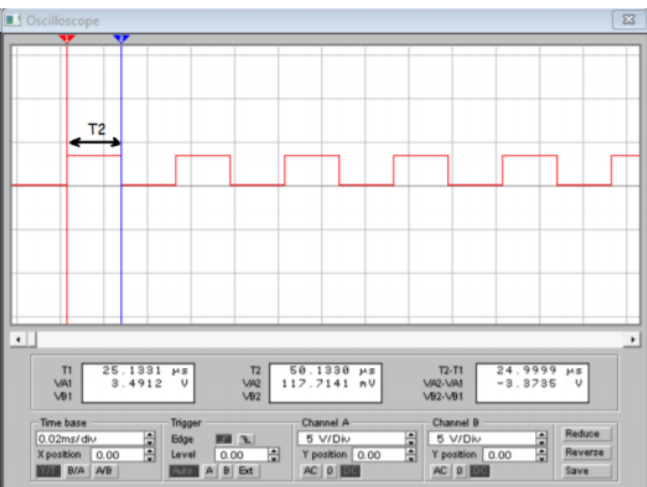 Oscilloscope
1 2
T2
T1 25.1331 µs T2 50.1330 µs T2-T1 24.9999 µs
VA1 3.4912 V VA2 117.7141 mV VA2-VA1 -3.3735 V
VB1 VB2 VB2-VB1
Time base Trigger Channel A Channel B
0.02ms/div Edge 5 V/Div 5 V/Div Reduce
X position 0.00 Level 0.00 Y position 0.00 Y position 0.00 Reverse
Y/T B/A A/B Auto A B Ext AC 0 DC AC 0 DC Save